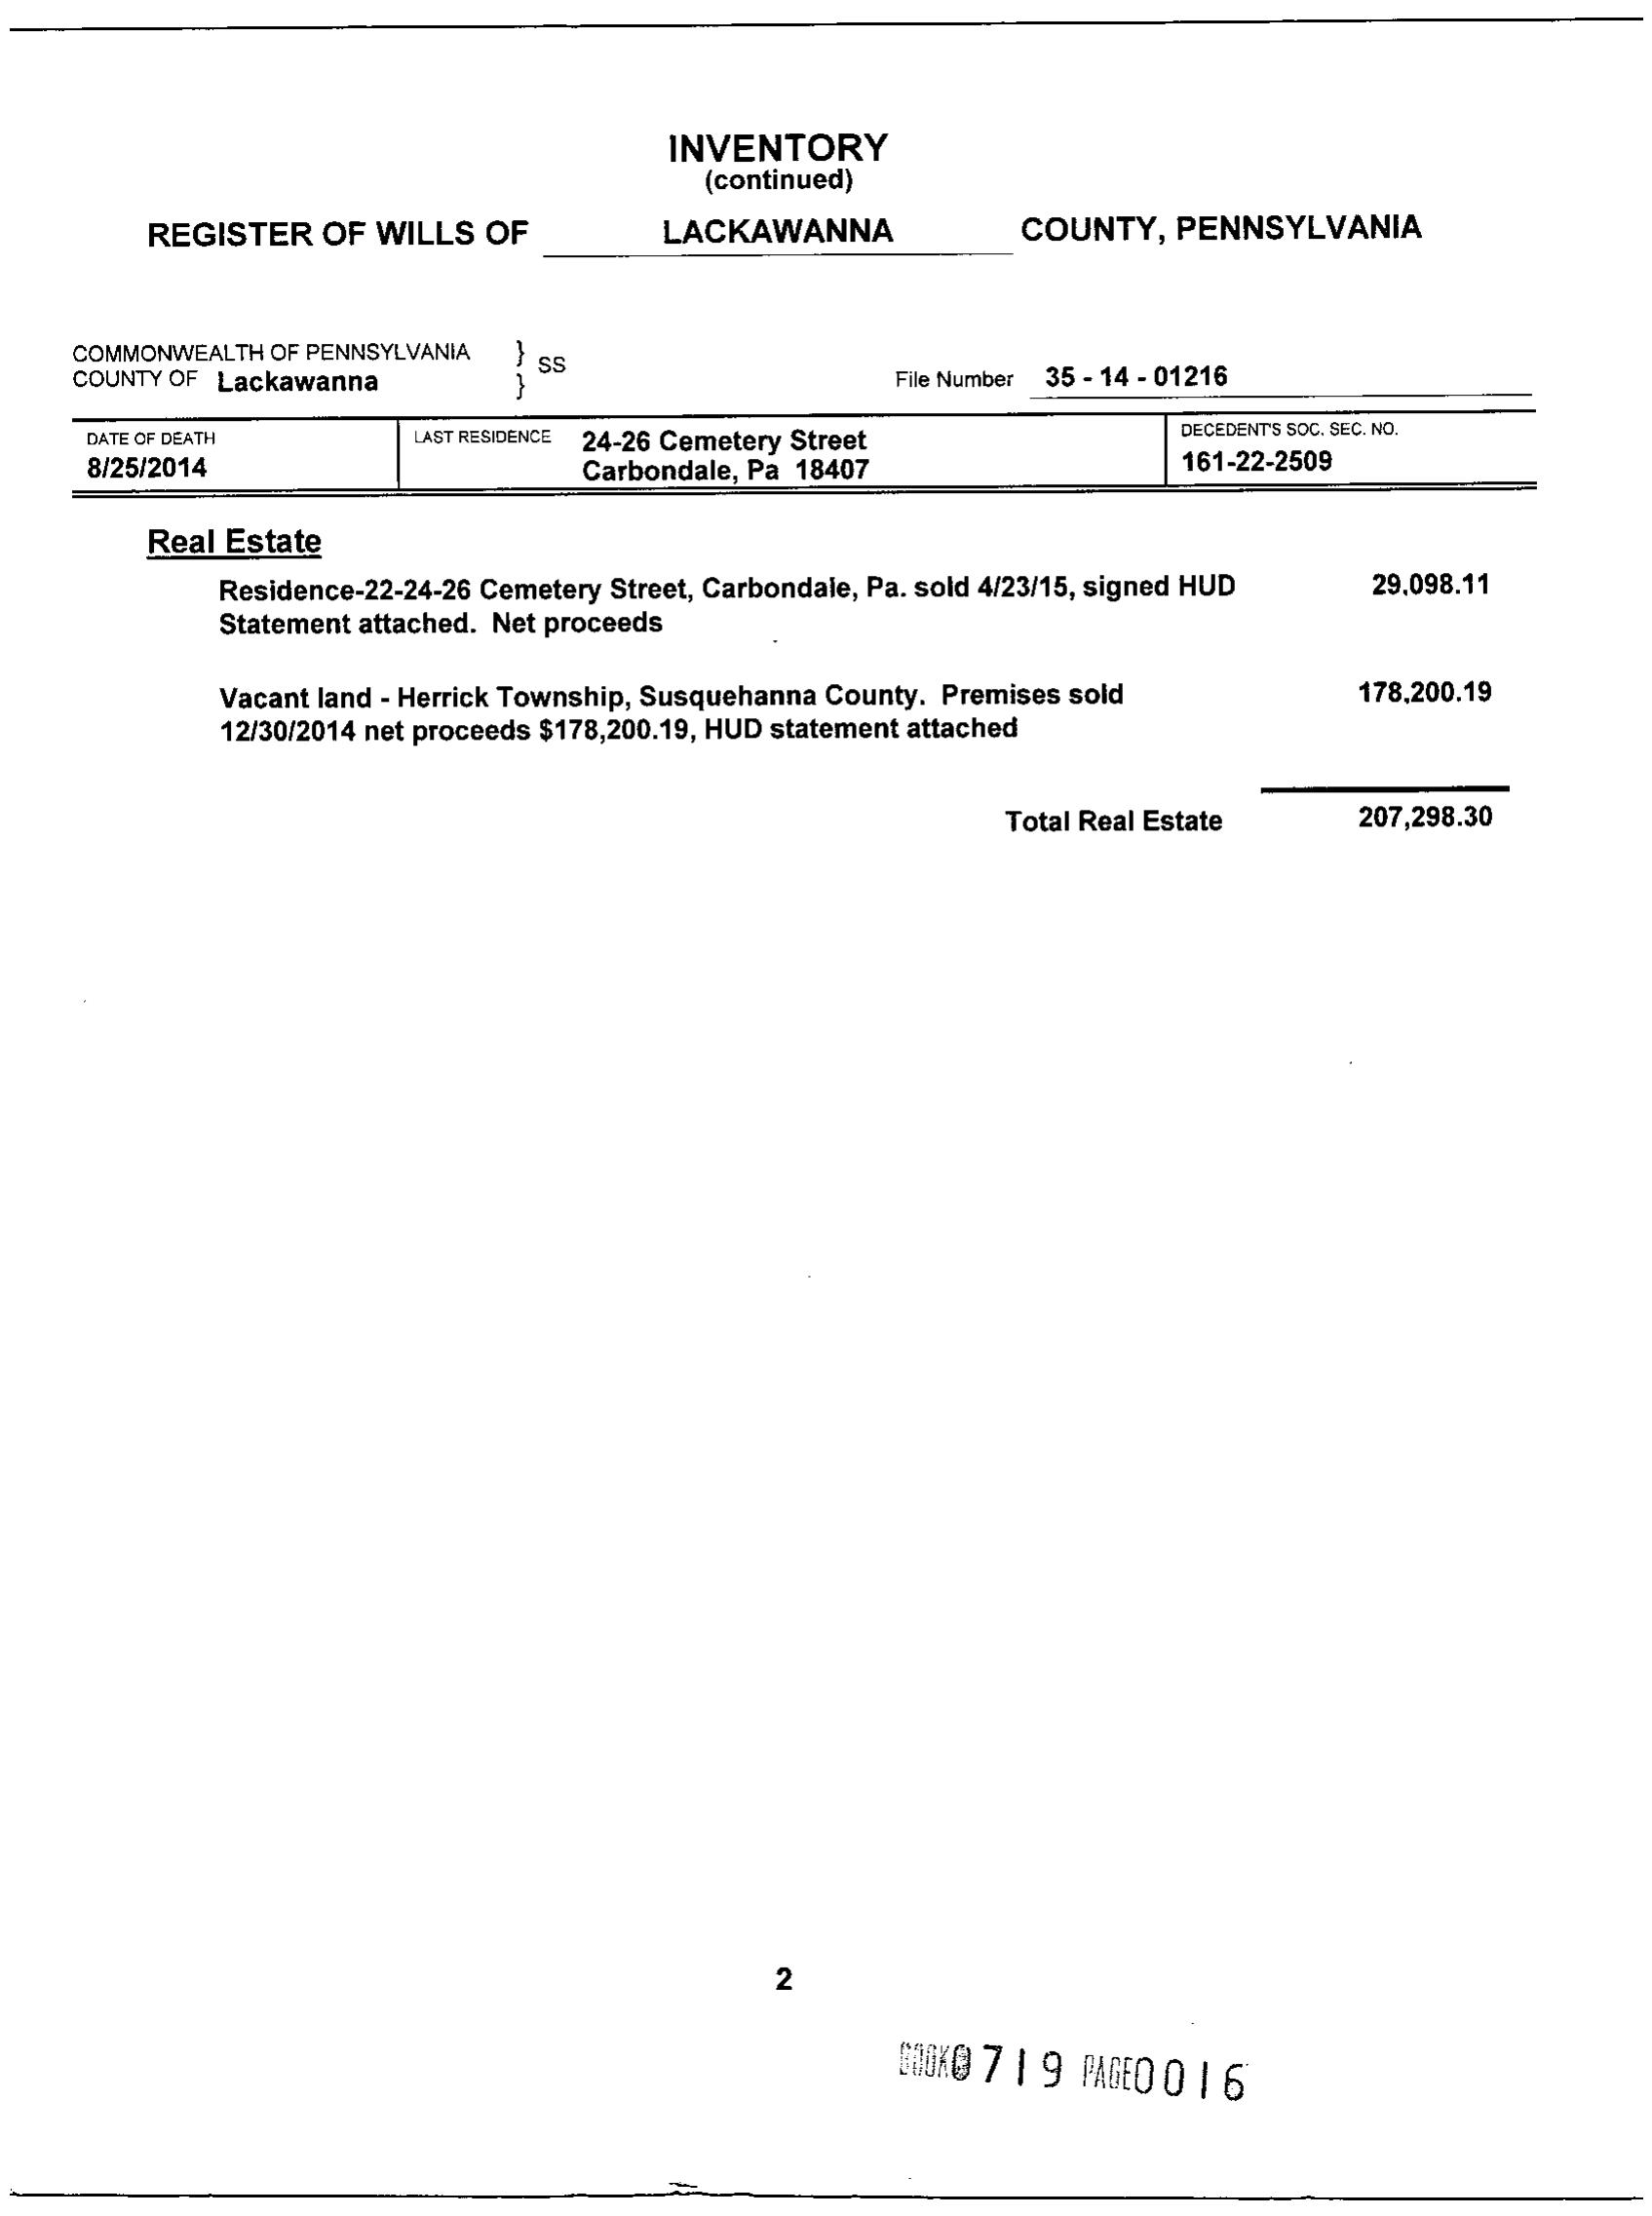 INVENTORY
(continued)
REGISTER OF WILLS OF LACKAWANNA COUNTY, PENNSYLVANIA
COMMONWEALTH OF PENNSYLVANIA } SS
COUNTY OF Lackawanna }
File Number 35 - 14 - 01216
DATE OF DEATH
8/25/2014
LAST RESIDENCE 24-26 Cemetery Street
Carbondale, Pa 18407
DECEDENT'S SOC. SEC. NO.
161-22-2509
Real Estate
Residence-22-24-26 Cemetery Street, Carbondale, Pa. sold 4/23/15, signed HUD 29,098.11
Statement attached. Net proceeds
Vacant land - Herrick Township, Susquehanna County. Premises sold 178,200.19
12/30/2014 net proceeds $178,200.19, HUD statement attached
Total Real Estate 207,298.30
2
BOOK0719 PAGE0016